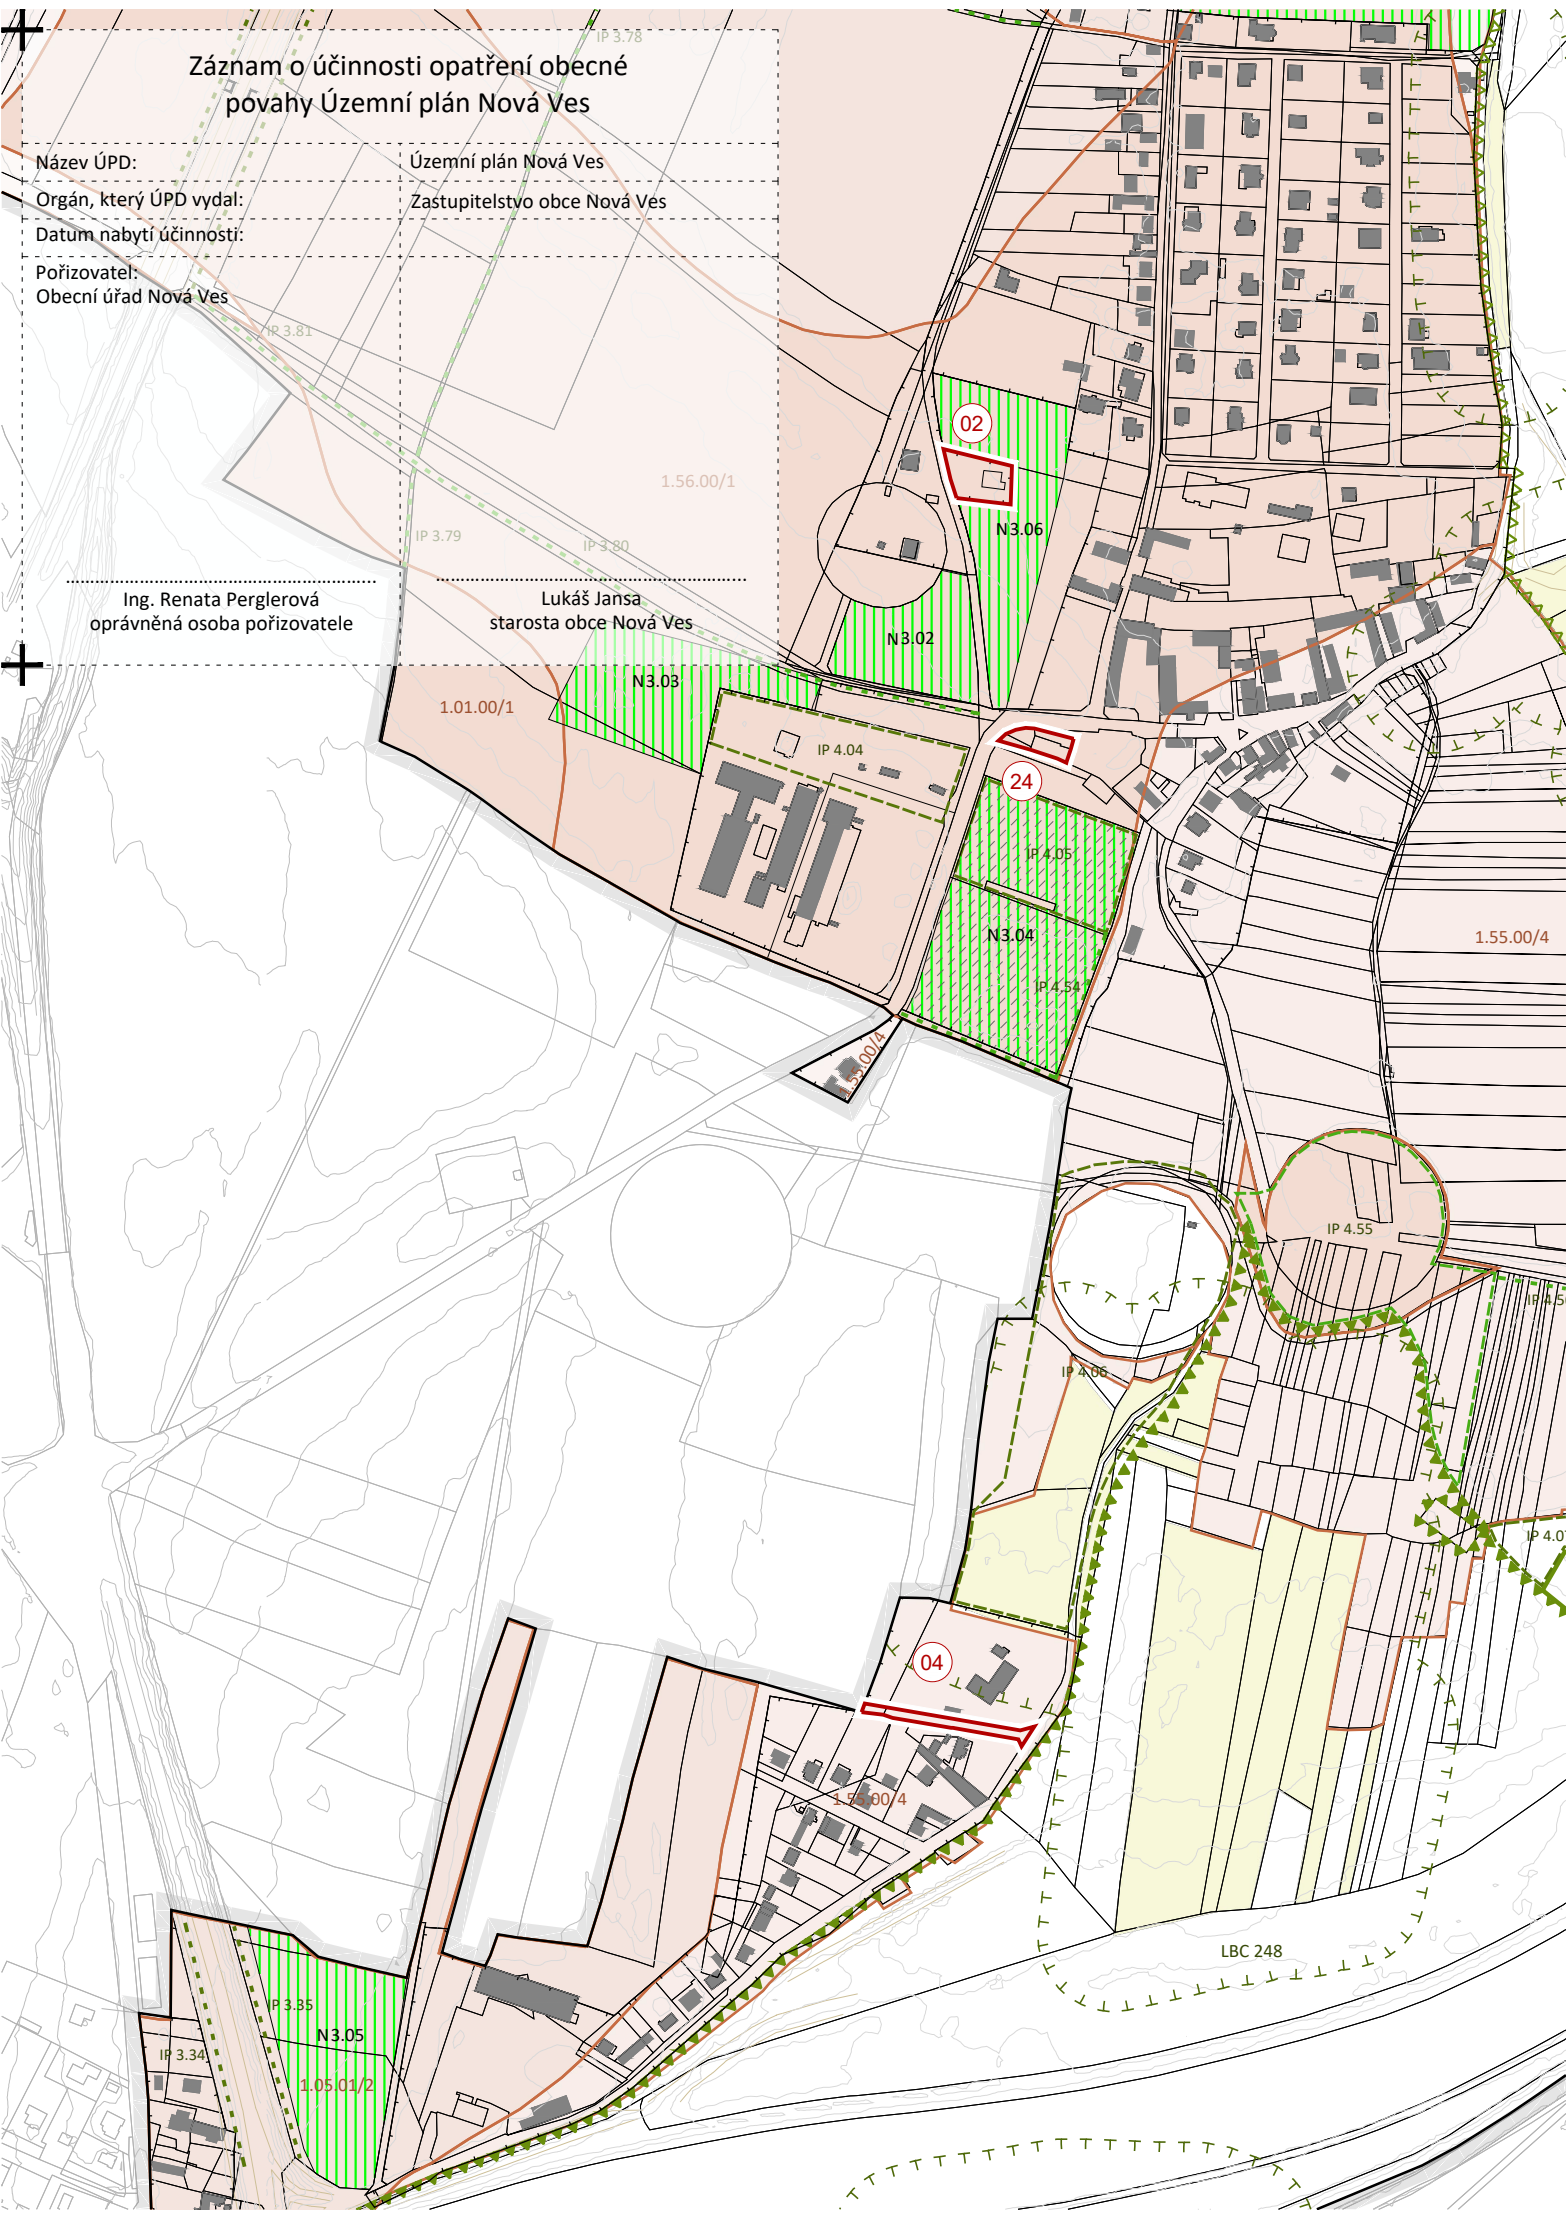 Záznam o účinnosti opatření obecné
povahy Územní plán Nová Ves
Název ÚPD:
Územní plán Nová Ves
Orgán, který ÚPD vydal:
Zastupitelstvo obce Nová Ves
Datum nabytí účinnosti:
Pořizovatel:
Obecní úřad Nová Ves
Ing. Renata Perglerová
oprávněná osoba pořizovatele
Lukáš Jansa
starosta obce Nová Ves
IP 3.78
IP 3.81
1.56.00/1
IP 3.79
IP 3.80
02
N3.06
N3.02
N3.03
1.01.00/1
IP 4.04
24
IP 4.05
N3.04
1.55.00/4
IP 4.54
1.55.00/4
IP 4.55
IP 4.06
04
1.55.00/4
LBC 248
IP 3.35
N3.05
IP 3.34
1.05.01/2